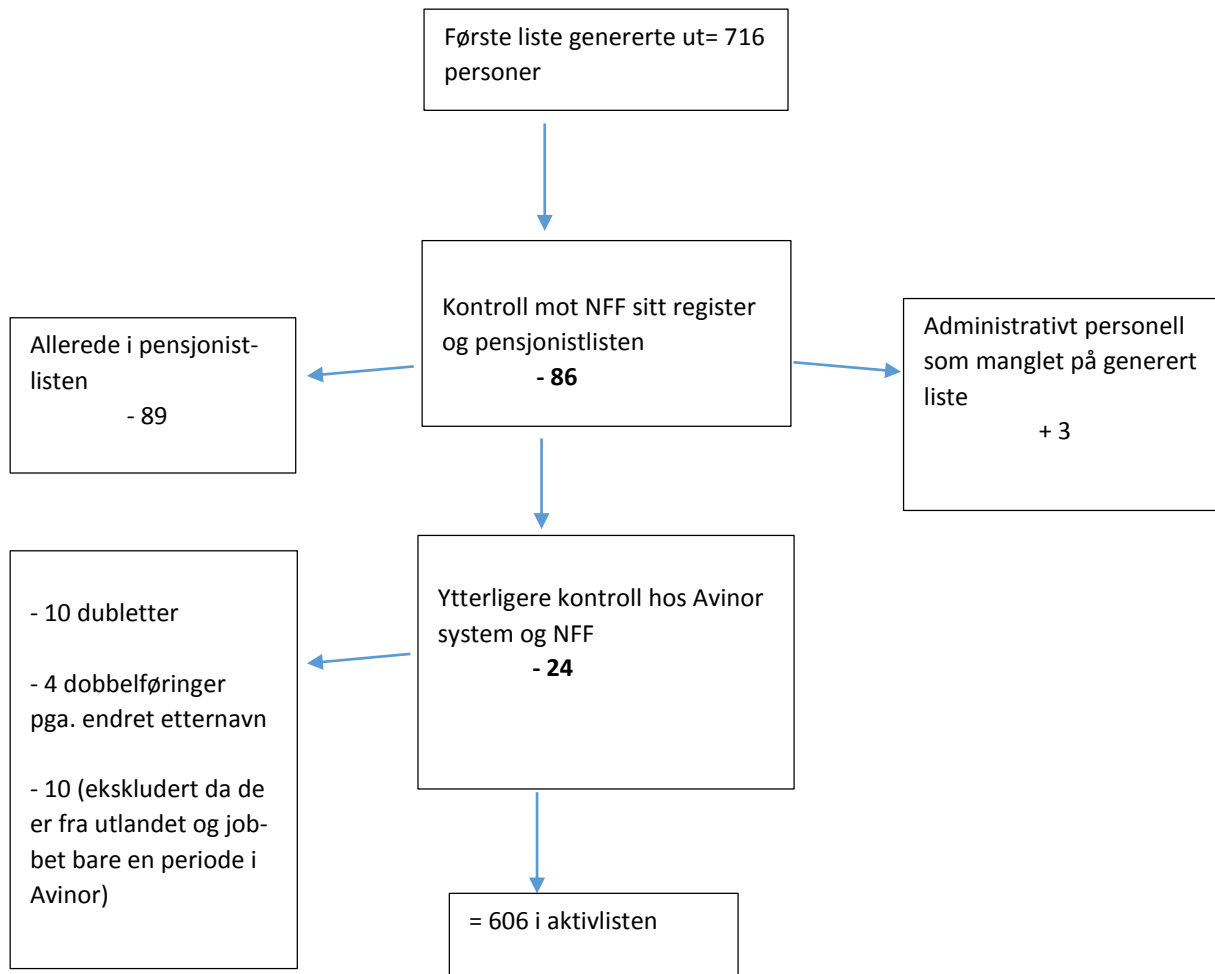 Første liste genererte ut= 716
personer
Kontroll mot NFF sitt register
og pensjonistlisten
- 86
Allerede i pensjonist-
listen
- 89
Administrativt personell
som manglet på generert
liste
+ 3
Ytterligere kontroll hos Avinor
system og NFF
- 24
- 10 dubletter
- 4 dobbelføringer
pga. endret etternavn
- 10 (ekskludert da de
er fra utlandet og job-
bet bare en periode i
Avinor)
= 606 i aktivlisten